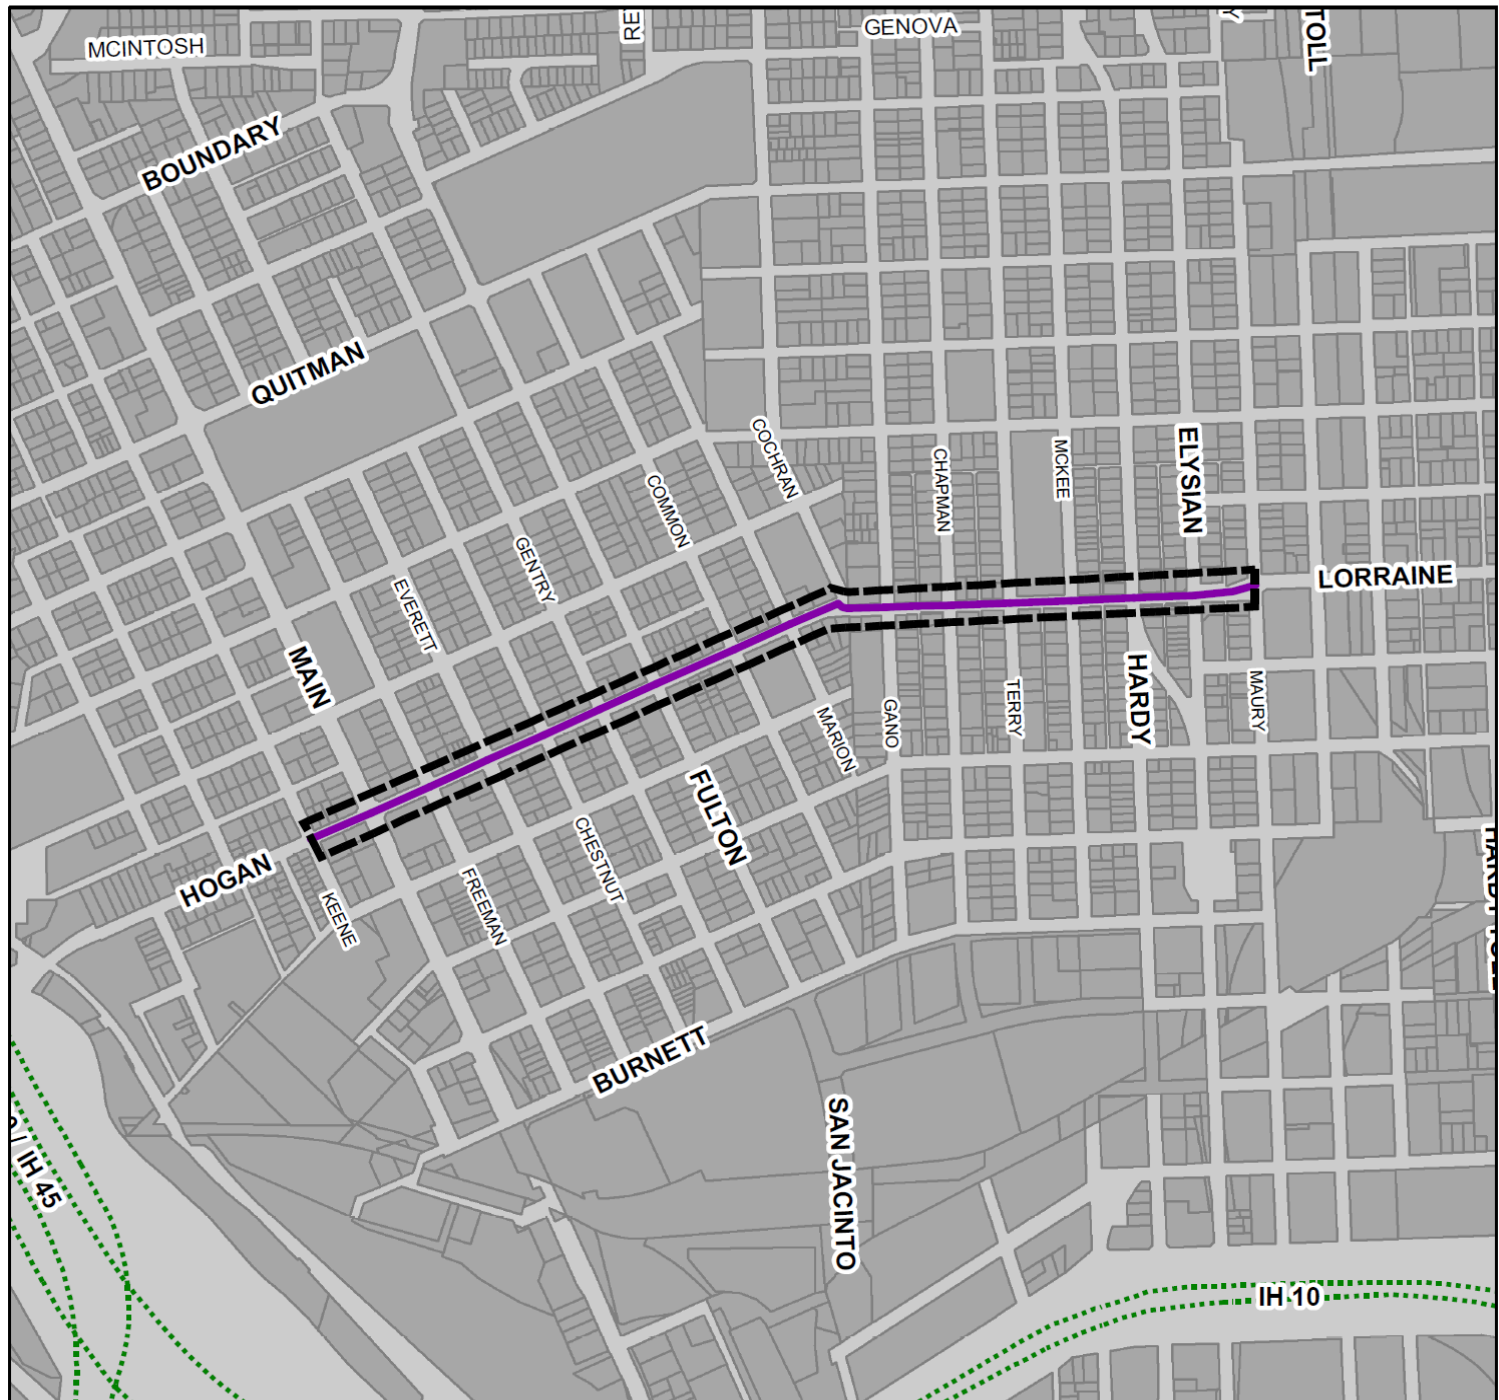 GENOVA
TOLL
MCINTOSH
BOUNDARY
QUITMAN
COCHRAN
ELYSIAN
MCKEE
CHAPMAN
COMMON
GENTRY
EVERETT
LORRAINE
MAIN
HARDY
TERRY
MAURY
GANO
MARION
FULTON
CHESTNUT
HOGAN
FREEMAN
KEENE
BURNETT
SAN JACINTO
/ IH 45
IH 10